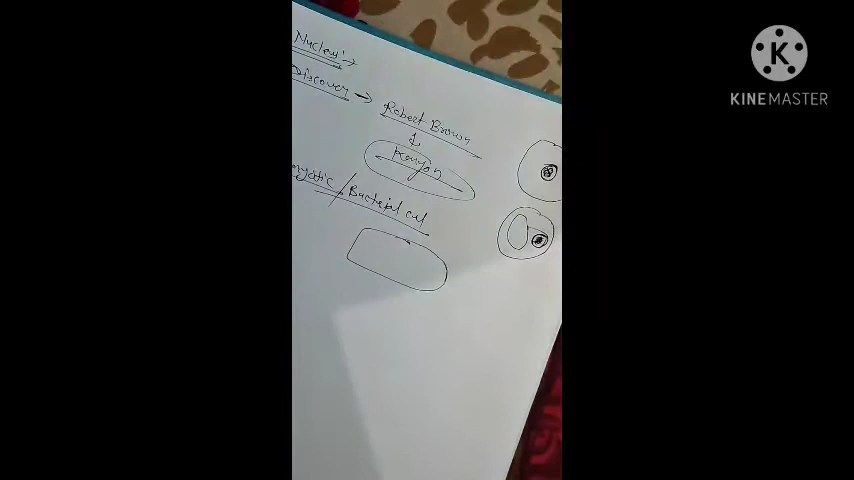 Nucleus:→
Discovery → Robert Brown
↓
Karyon
Bacterial cell
KINEMASTER